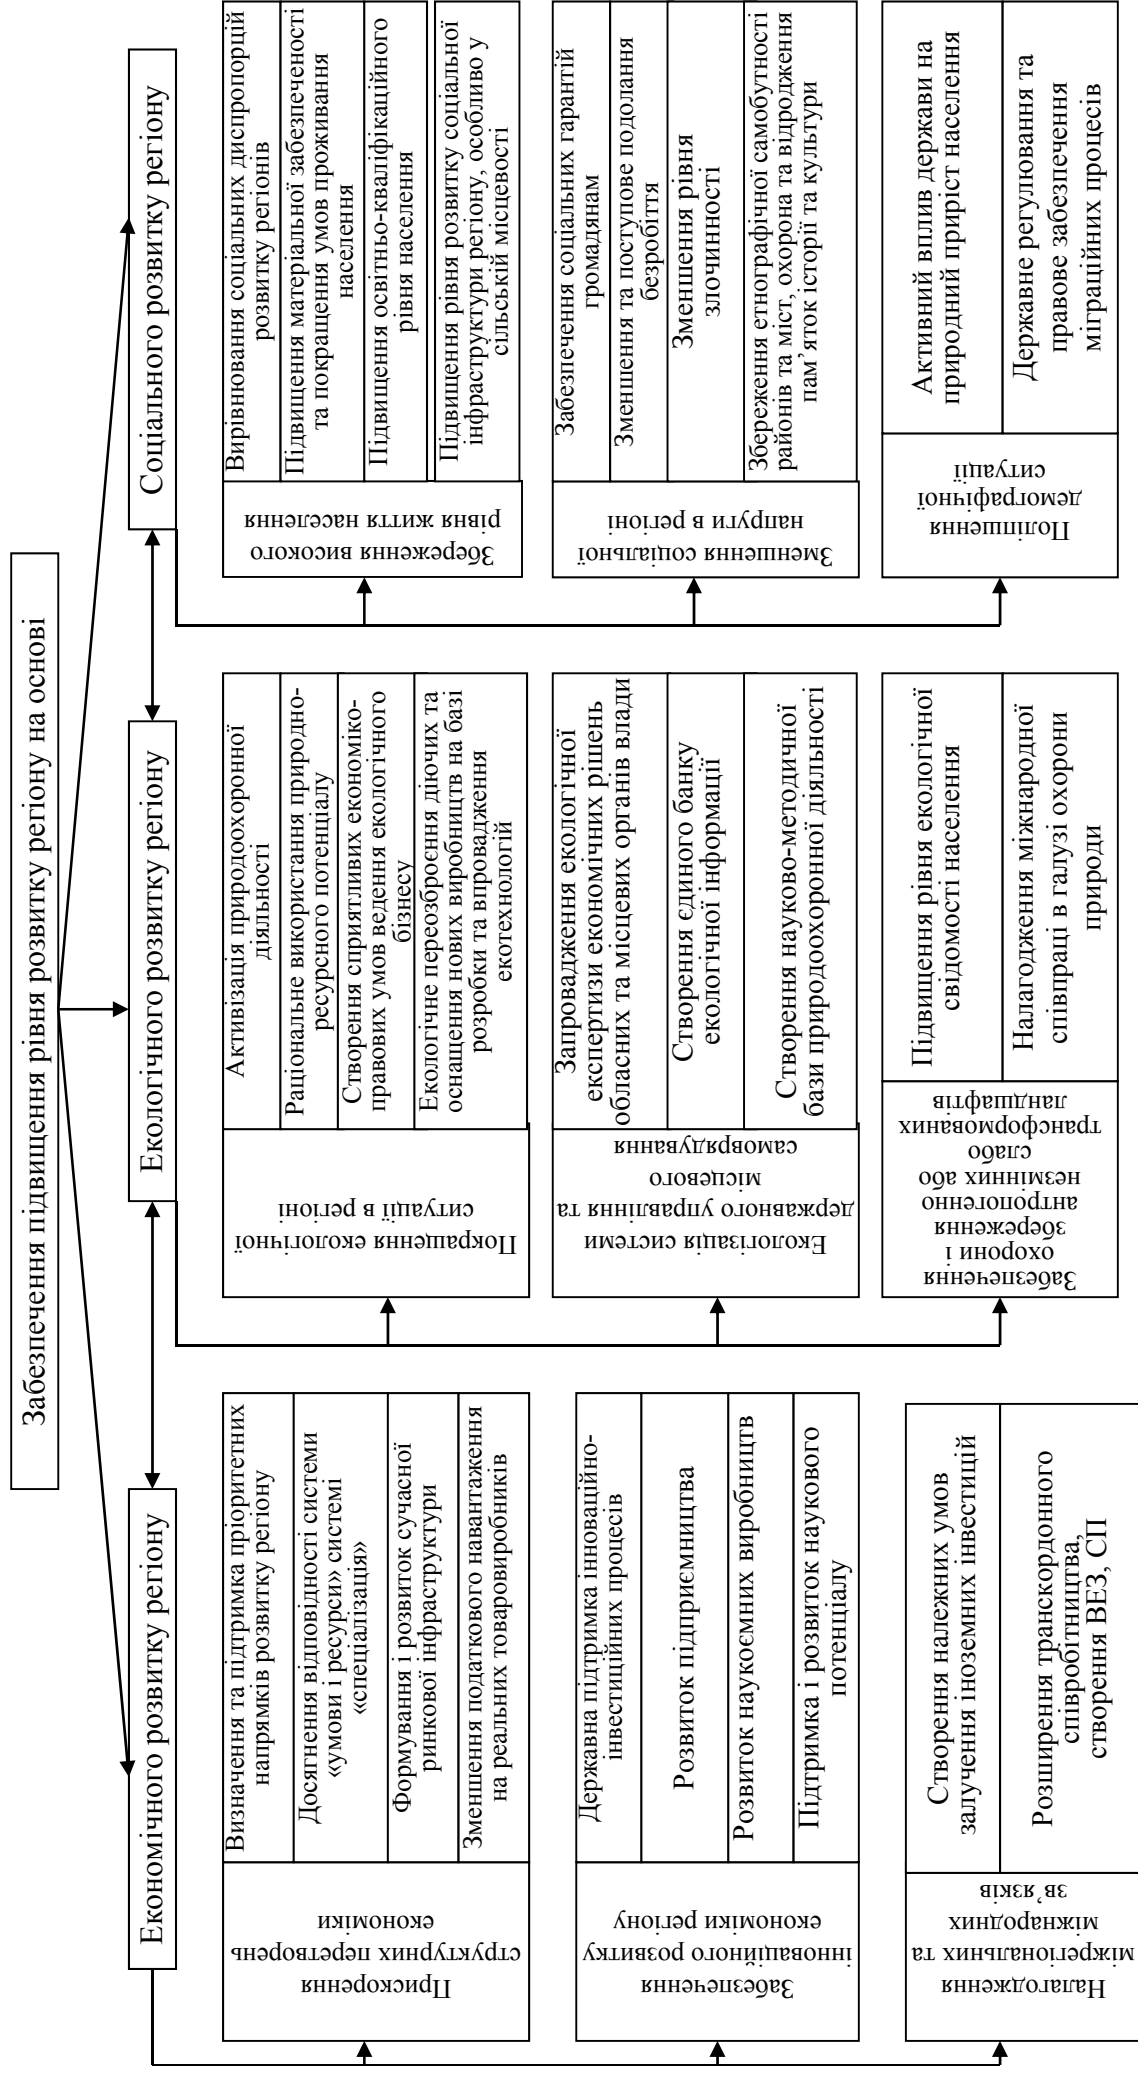 Забезпечення підвищення рівня розвитку регіону на основі
Економічного розвитку регіону
Екологічного розвитку регіону
Соціального розвитку регіону
Прискорення
структурних перетворень
економіки
Визначення та підтримка пріоритетних
напрямків розвитку регіону
Досягнення відповідності системи
«умови і ресурси» системі
«спеціалізація»
Формування і розвиток сучасної
ринкової інфраструктури
Зменшення податкового навантаження
на реальних товаровиробників
Забезпечення
інноваційного розвитку
економіки регіону
Державна підтримка інноваційно-
інвестиційних процесів
Розвиток підприємництва
Розвиток наукоємних виробництв
Підтримка і розвиток наукового
потенціалу
Налагодження
міжрегіональних та
міжнародних
зв’язків
Створення належних умов
залучення іноземних інвестицій
Розширення транскордонного
співробітництва,
створення ВЕЗ, СП
Покращення екологічної
ситуації в регіоні
Активізація природоохоронної
діяльності
Раціональне використання природно-
ресурсного потенціалу
Створення сприятливих економіко-
правових умов ведення екологічного
бізнесу
Екологічне переозброєння діючих та
оснащення нових виробництв на базі
розробки та впровадження
екотехнологій
Екологізація системи
державного управління та
місцевого
самоврядування
Запровадження екологічної
експертизи економічних рішень
обласних та місцевих органів влади
Створення єдиного банку
екологічної інформації
Створення науково-методичної
бази природоохоронної діяльності
Забезпечення
охорони і
збереження
антропогенно
незмінних або
слабо
трансформованих
ландшафтів
Підвищення рівня екологічної
свідомості населення
Налагодження міжнародної
співпраці в галузі охорони
природи
Збереження високого
рівня життя населення
Вирівнювання соціальних диспропорцій
розвитку регіонів
Підвищення матеріальної забезпеченості
та покращення умов проживання
населення
Підвищення освітньо-кваліфікаційного
рівня населення
Підвищення рівня розвитку соціальної
інфраструктури регіону, особливо у
сільській місцевості
Зменшення соціальної
напруги в регіоні
Забезпечення соціальних гарантій
громадянам
Зменшення та поступове подолання
безробіття
Зменшення рівня
злочинності
Збереження етнографічної самобутності
районів та міст, охорона та відродження
пам’яток історії та культури
Поліпшення
демографічної
ситуації
Активний вплив держави на
природний приріст населення
Державне регулювання та
правове забезпечення
міграційних процесів